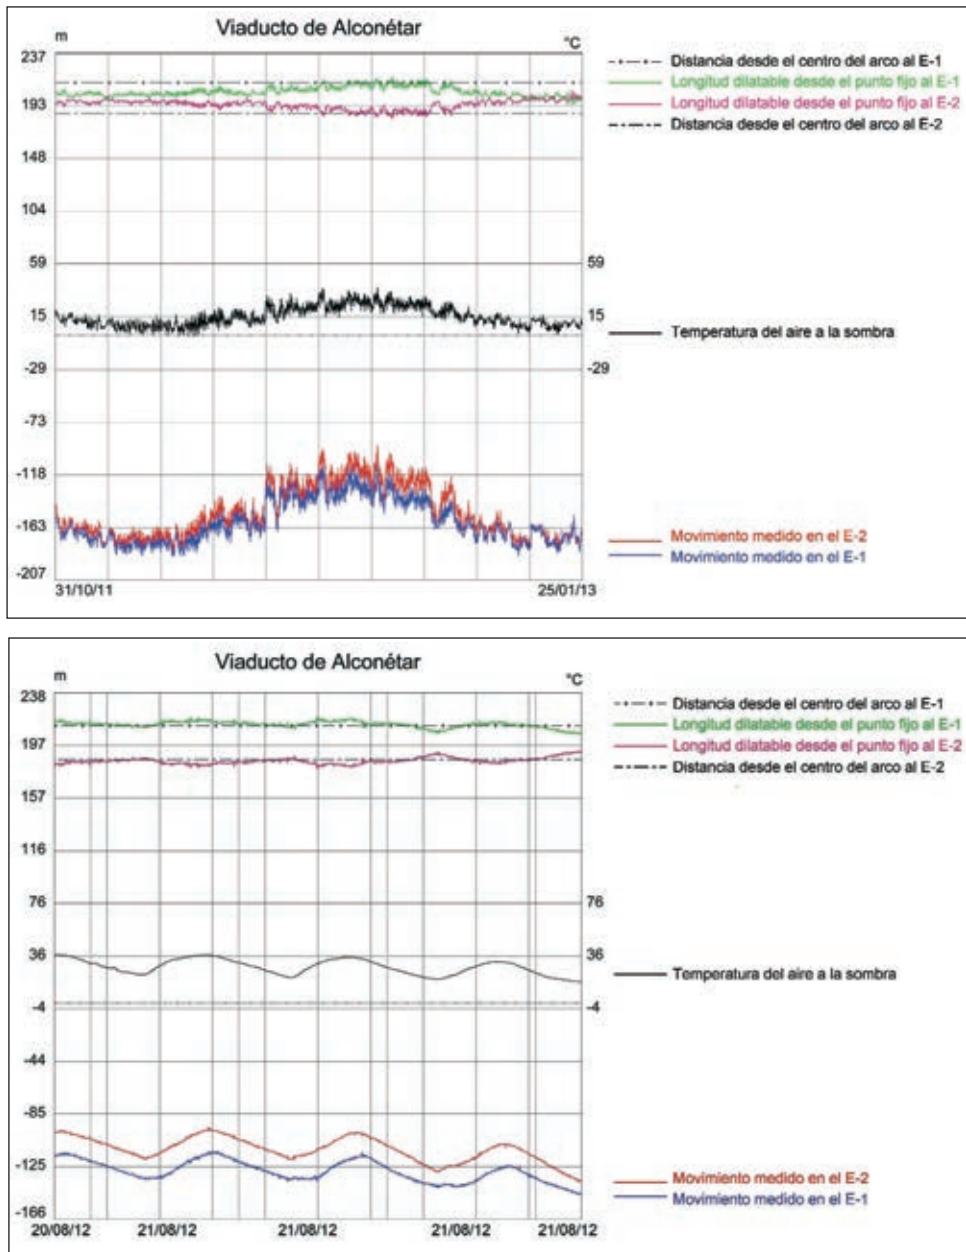 Viaducto de Alconétar
m
°C
237
193
148
104
59
15
-29
-73
-118
-163
-207
59
15
-29
31/10/11
25/01/13
Distancia desde el centro del arco al E-1
Longitud dilatable desde el punto fijo al E-1
Longitud dilatable desde el punto fijo al E-2
Distancia desde el centro del arco al E-2
Temperatura del aire a la sombra
Movimiento medido en el E-2
Movimiento medido en el E-1
Viaducto de Alconétar
m
°C
238
197
157
116
76
36
-4
-44
-85
-125
-166
76
36
-4
20/08/12
21/08/12
21/08/12
21/08/12
21/08/12
Distancia desde el centro del arco al E-1
Longitud dilatable desde el punto fijo al E-1
Longitud dilatable desde el punto fijo al E-2
Distancia desde el centro del arco al E-2
Temperatura del aire a la sombra
Movimiento medido en el E-2
Movimiento medido en el E-1